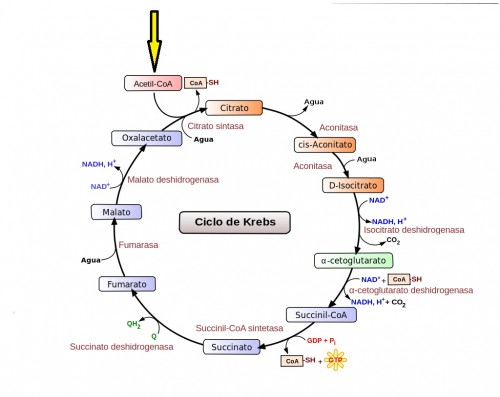 Acetil-CoA
CoA-SH
Citrato
Citrato sintasa
Agua
Agua
Aconitasa
cis-Aconitato
Aconitasa
Agua
D-Isocitrato
NAD+
NADH, H+
Isocitrato deshidrogenasa
CO2
α-cetoglutarato
NAD+ + CoA-SH
α-cetoglutarato deshidrogenasa
NADH, H+ + CO2
Succinil-CoA
Succinil-CoA sintetasa
GDP + Pi
CoA-SH + GTP
Succinato
Succinato deshidrogenasa
Q
QH2
Fumarato
Agua
Fumarasa
Malato
NAD+
Malato deshidrogenasa
NADH, H+
Oxalacetato
Ciclo de Krebs